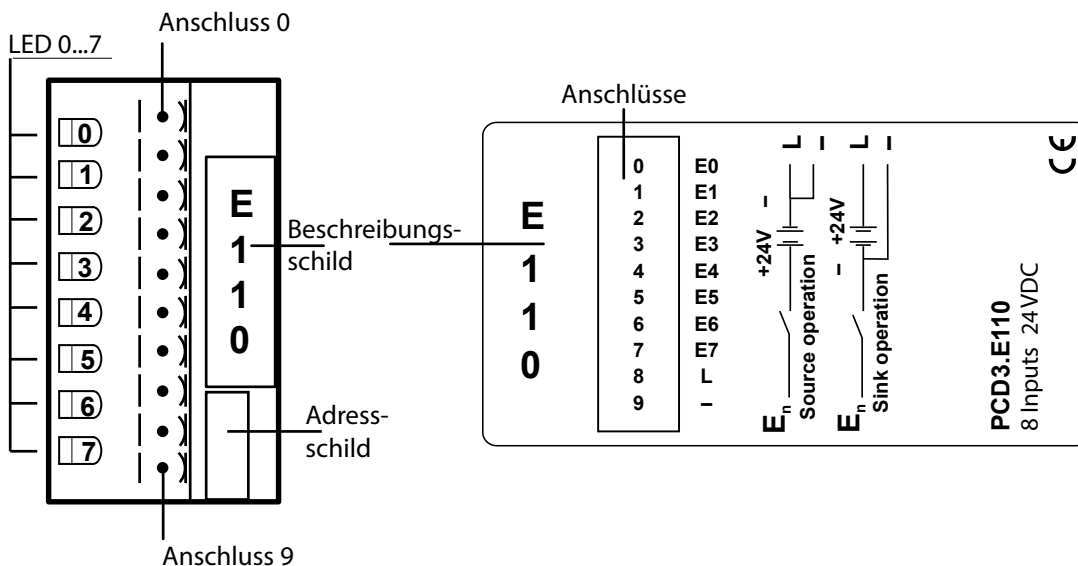 Anschluss 0
LED 0...7
0
1
2
3
4
5
6
7
E
1
1
0
Beschreibungs-
schild
Adress-
schild
Anschluss 9
Anschlüsse
E
1
1
0
0 E0
1 E1
2 E2
3 E3
4 E4
5 E5
6 E6
7 E7
8 L
9 –
L –
+24V –
En
Source operation
L –
– +24V
En
Sink operation
PCD3.E110
8 Inputs 24 VDC
CE